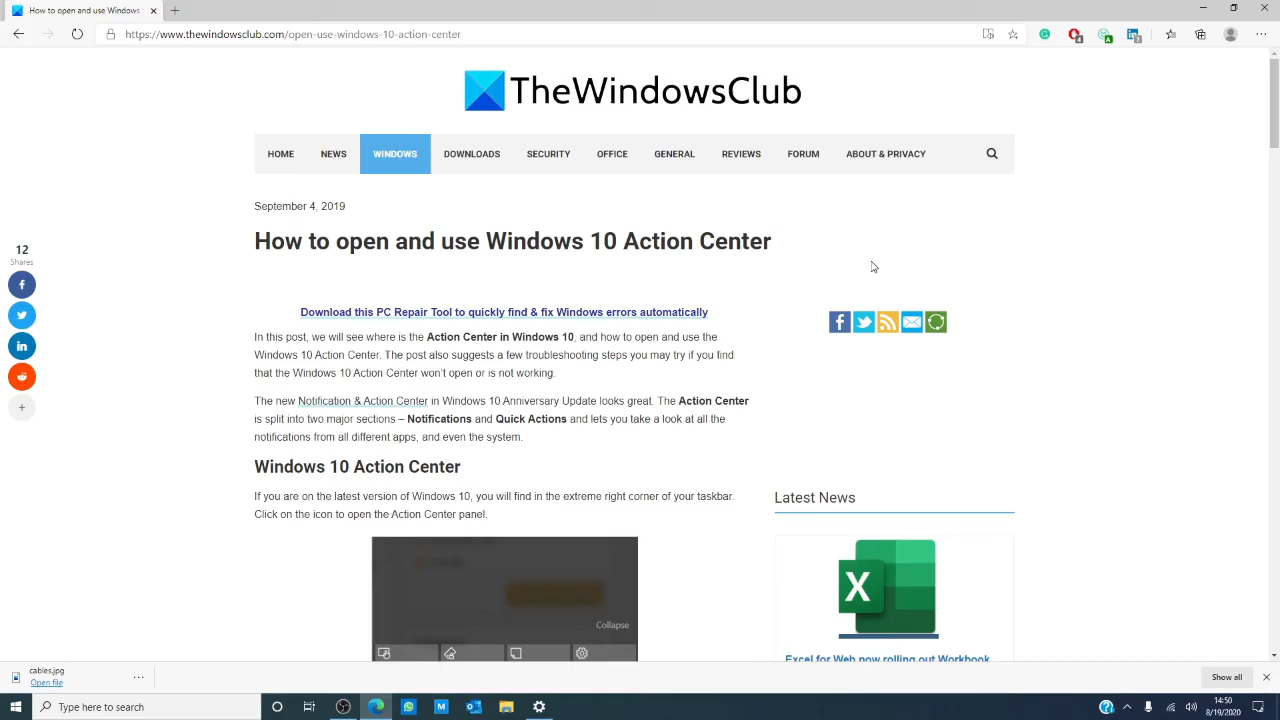 How to open and use Windows
https://www.thewindowsclub.com/open-use-windows-10-action-center
TheWindowsClub
HOME NEWS WINDOWS DOWNLOADS SECURITY OFFICE GENERAL REVIEWS FORUM ABOUT & PRIVACY
September 4, 2019
How to open and use Windows 10 Action Center
12
Shares
Download this PC Repair Tool to quickly find & fix Windows errors automatically
In this post, we will see where is the Action Center in Windows 10, and how to open and use the
Windows 10 Action Center. The post also suggests a few troubleshooting steps you may try if you find
that the Windows 10 Action Center won't open or is not working.
The new Notification & Action Center in Windows 10 Anniversary Update looks great. The Action Center
is split into two major sections – Notifications and Quick Actions and lets you take a look at all the
notifications from all different apps, and even the system.
Windows 10 Action Center
If you are on the latest version of Windows 10, you will find in the extreme right corner of your taskbar.
Click on the icon to open the Action Center panel.
Collapse
Latest News
X
Excel for Web now rolling out Workbook
cables.jpg
Open file
Show all
Type here to search
14:50
8/19/2020